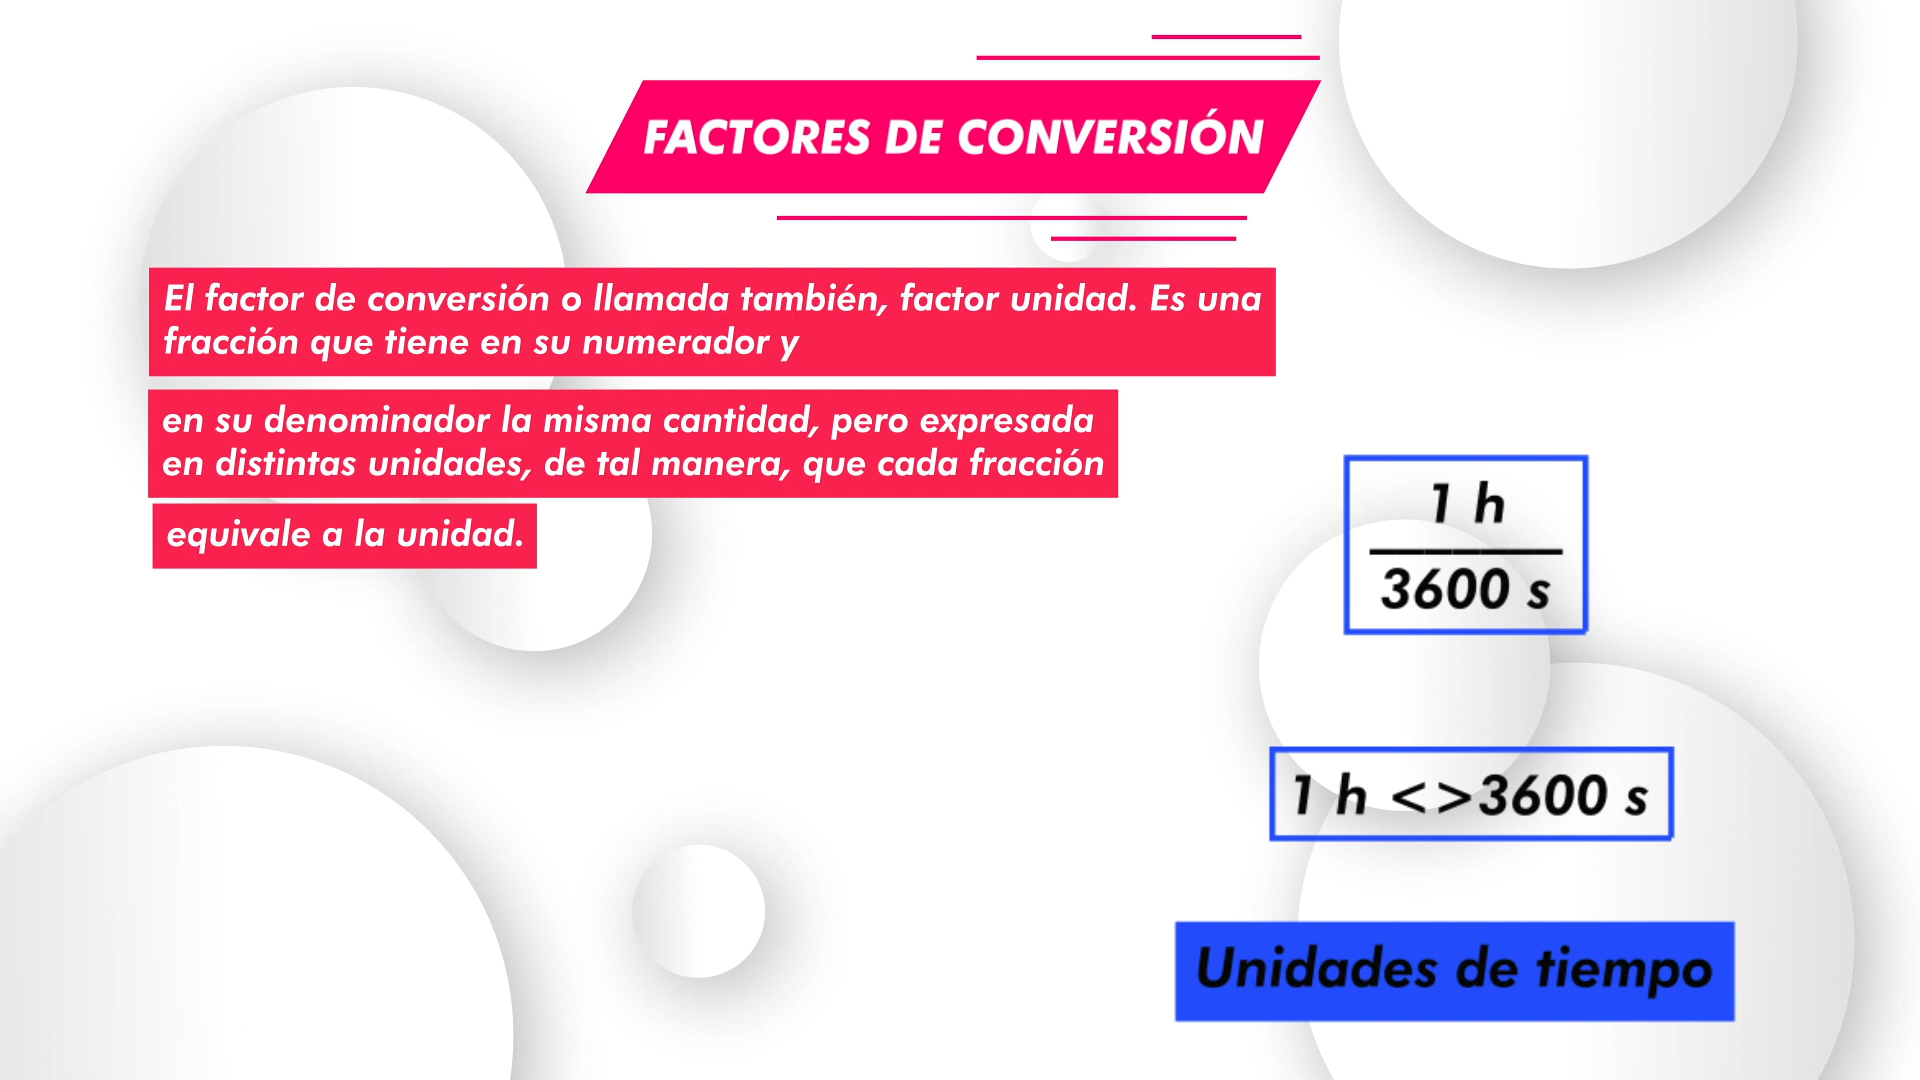 FACTORES DE CONVERSIÓN
El factor de conversión o llamada también, factor unidad. Es una
fracción que tiene en su numerador y
en su denominador la misma cantidad, pero expresada
en distintas unidades, de tal manera, que cada fracción
equivale a la unidad.
1 h
3600 s
1 h <>3600 s
Unidades de tiempo